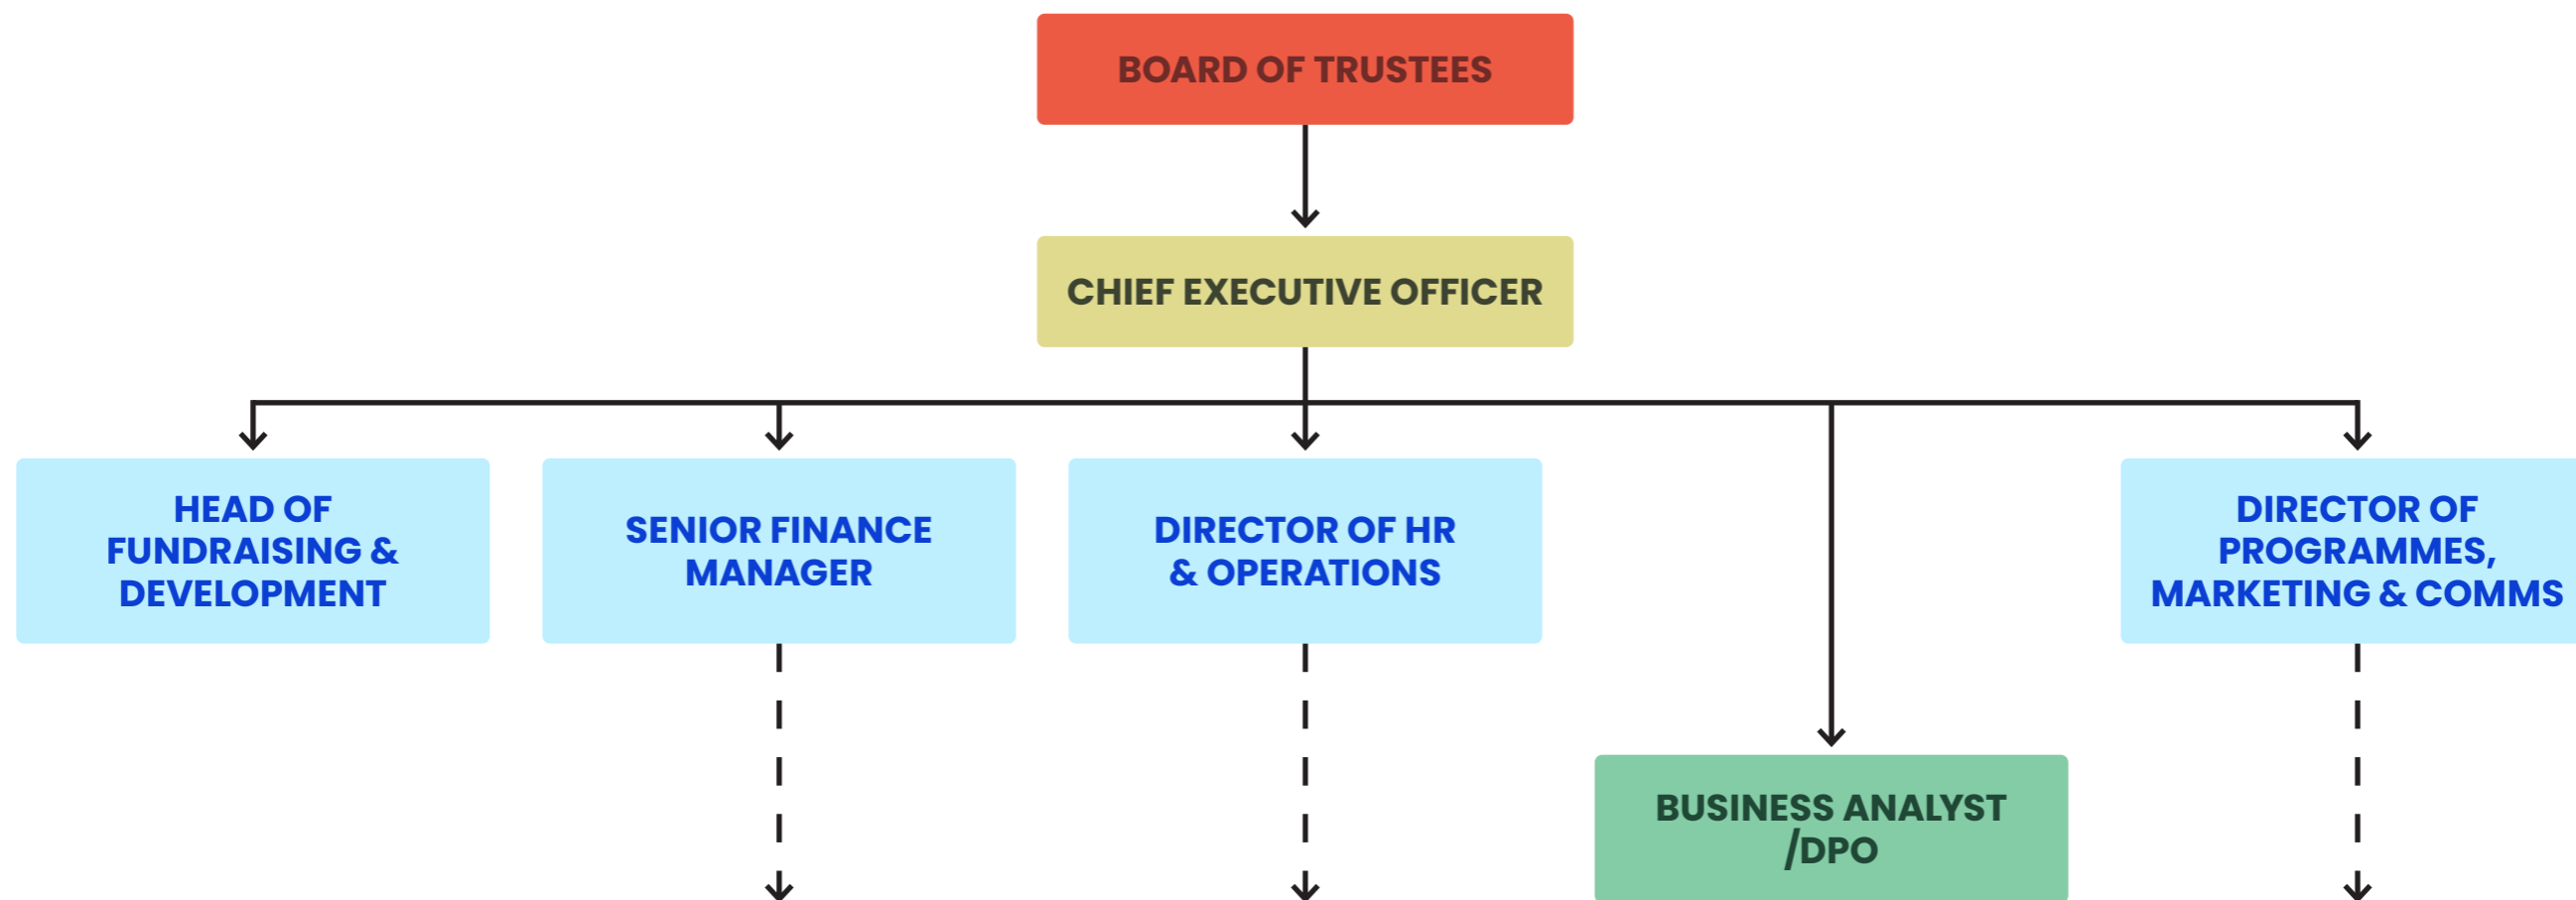 BOARD OF TRUSTEES
CHIEF EXECUTIVE OFFICER
HEAD OF
FUNDRAISING &
DEVELOPMENT
SENIOR FINANCE
MANAGER
DIRECTOR OF HR
& OPERATIONS
DIRECTOR OF
PROGRAMMES,
MARKETING & COMMS
BUSINESS ANALYST
/DPO